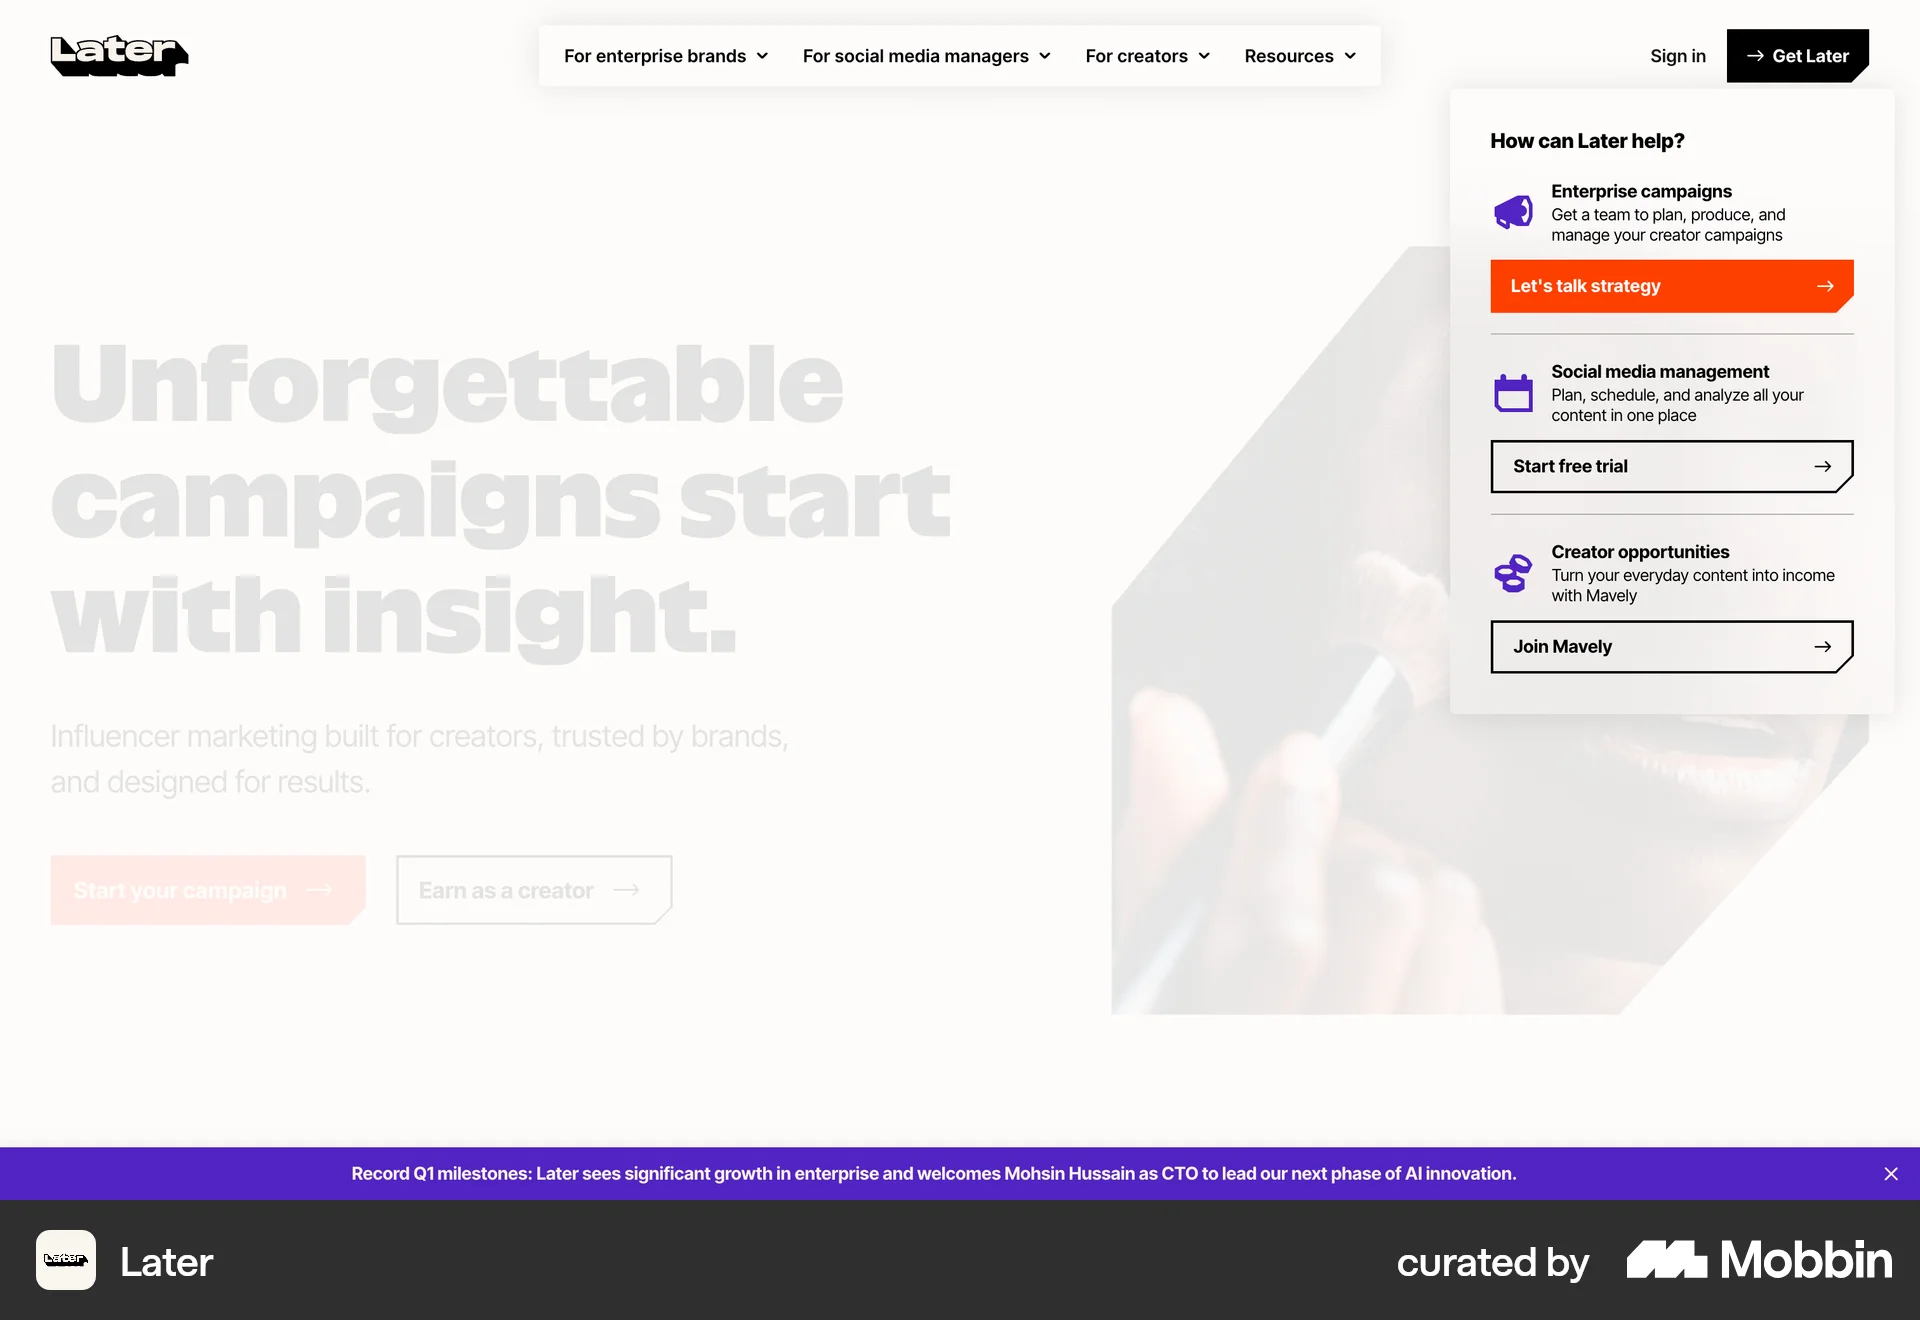 Later
For enterprise brands
For social media managers
For creators
Resources
Sign in
Get Later
How can Later help?
Enterprise campaigns
Get a team to plan, produce, and
manage your creator campaigns
Let's talk strategy
Social media management
Plan, schedule, and analyze all your
content in one place
Start free trial
Creator opportunities
Turn your everyday content into income
with Mavely
Join Mavely
Unforgettable
campaigns start
with insight.
Influencer marketing built for creators, trusted by brands,
and designed for results.
Start your campaign
Earn as a creator
Record Q1 milestones: Later sees significant growth in enterprise and welcomes Mohsin Hussain as CTO to lead our next phase of AI innovation.
Later
Later
curated by
Mobbin